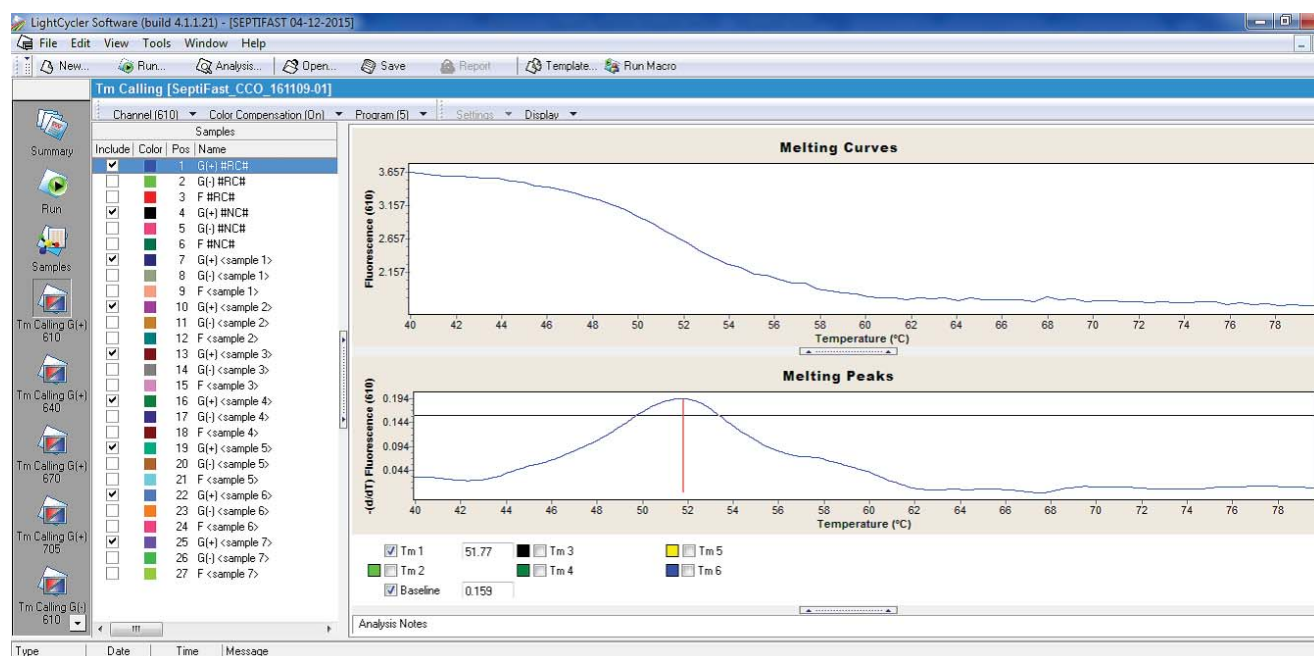 LightCycler Software (build 4.1.1.21) - [SEPTIFAST 04-12-2015]
File Edit View Tools Window Help
New... Run... Analysis... Open... Save Report Template... Run Macro
Tm Calling [SeptiFast_CCO_161109-01]
Channel (610) Color Compensation (On) Program (5) Settings Display
Summary
Run
Samples
Tm Calling G(+) 610
Tm Calling G(+) 640
Tm Calling G(+) 670
Tm Calling G(+) 705
Tm Calling G(-) 610
Samples
Include Color Pos Name
1 G(+) #RC#
2 G(-) #RC#
3 F #RC#
4 G(+) #NC#
5 G(-) #NC#
6 F #NC#
7 G(+) <sample 1>
8 G(-) <sample 1>
9 F <sample 1>
10 G(+) <sample 2>
11 G(-) <sample 2>
12 F <sample 2>
13 G(+) <sample 3>
14 G(-) <sample 3>
15 F <sample 3>
16 G(+) <sample 4>
17 G(-) <sample 4>
18 F <sample 4>
19 G(+) <sample 5>
20 G(-) <sample 5>
21 F <sample 5>
22 G(+) <sample 6>
23 G(-) <sample 6>
24 F <sample 6>
25 G(+) <sample 7>
26 G(-) <sample 7>
27 F <sample 7>
Melting Curves
Fluorescence (610)
3.657
3.157
2.657
2.157
40 42 44 46 48 50 52 54 56 58 60 62 64 66 68 70 72 74 76 78
Temperature (°C)
Melting Peaks
-(d/dT) Fluorescence (610)
0.194
0.144
0.094
0.044
40 42 44 46 48 50 52 54 56 58 60 62 64 66 68 70 72 74 76 78
Temperature (°C)
Tm 1 51.77 Tm 3 Tm 5
Tm 2 Tm 4 Tm 6
Baseline 0.159
Analysis Notes
Type Date Time Message